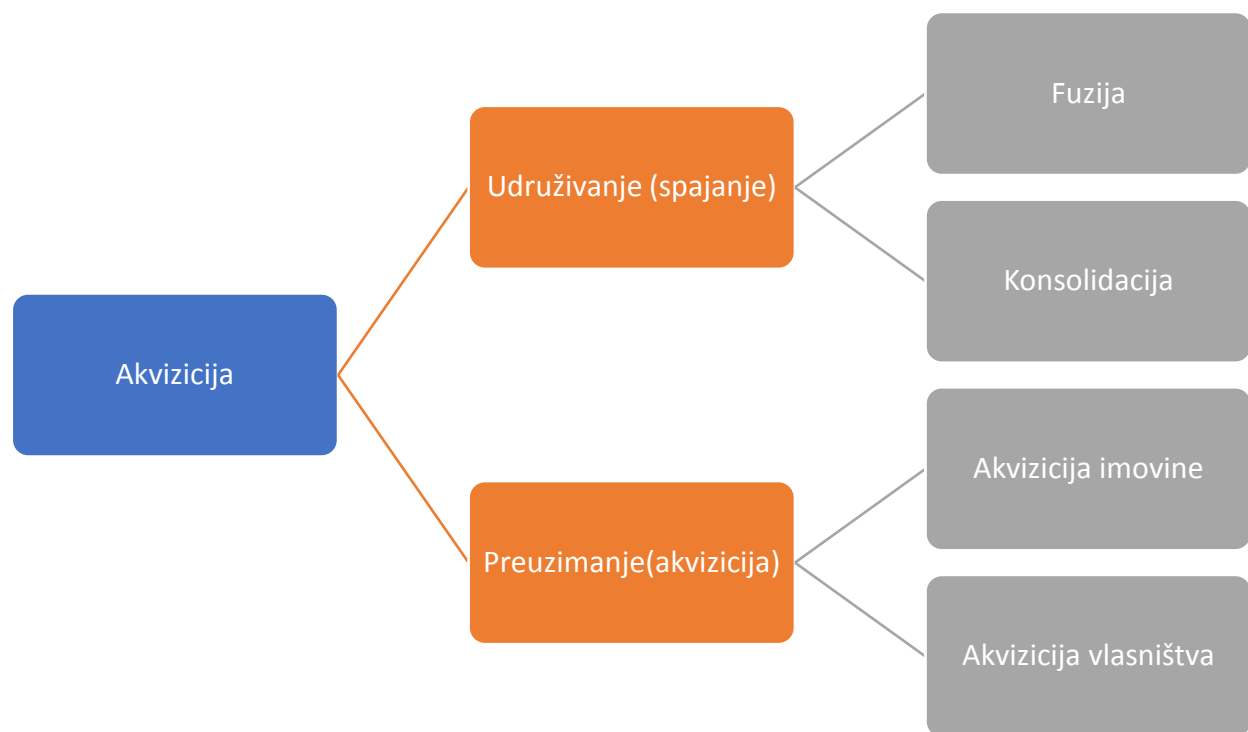 Akvizicija
Udruživanje (spajanje)
Fuzija
Konsolidacija
Preuzimanje(akvizicija)
Akvizicija imovine
Akvizicija vlasništva